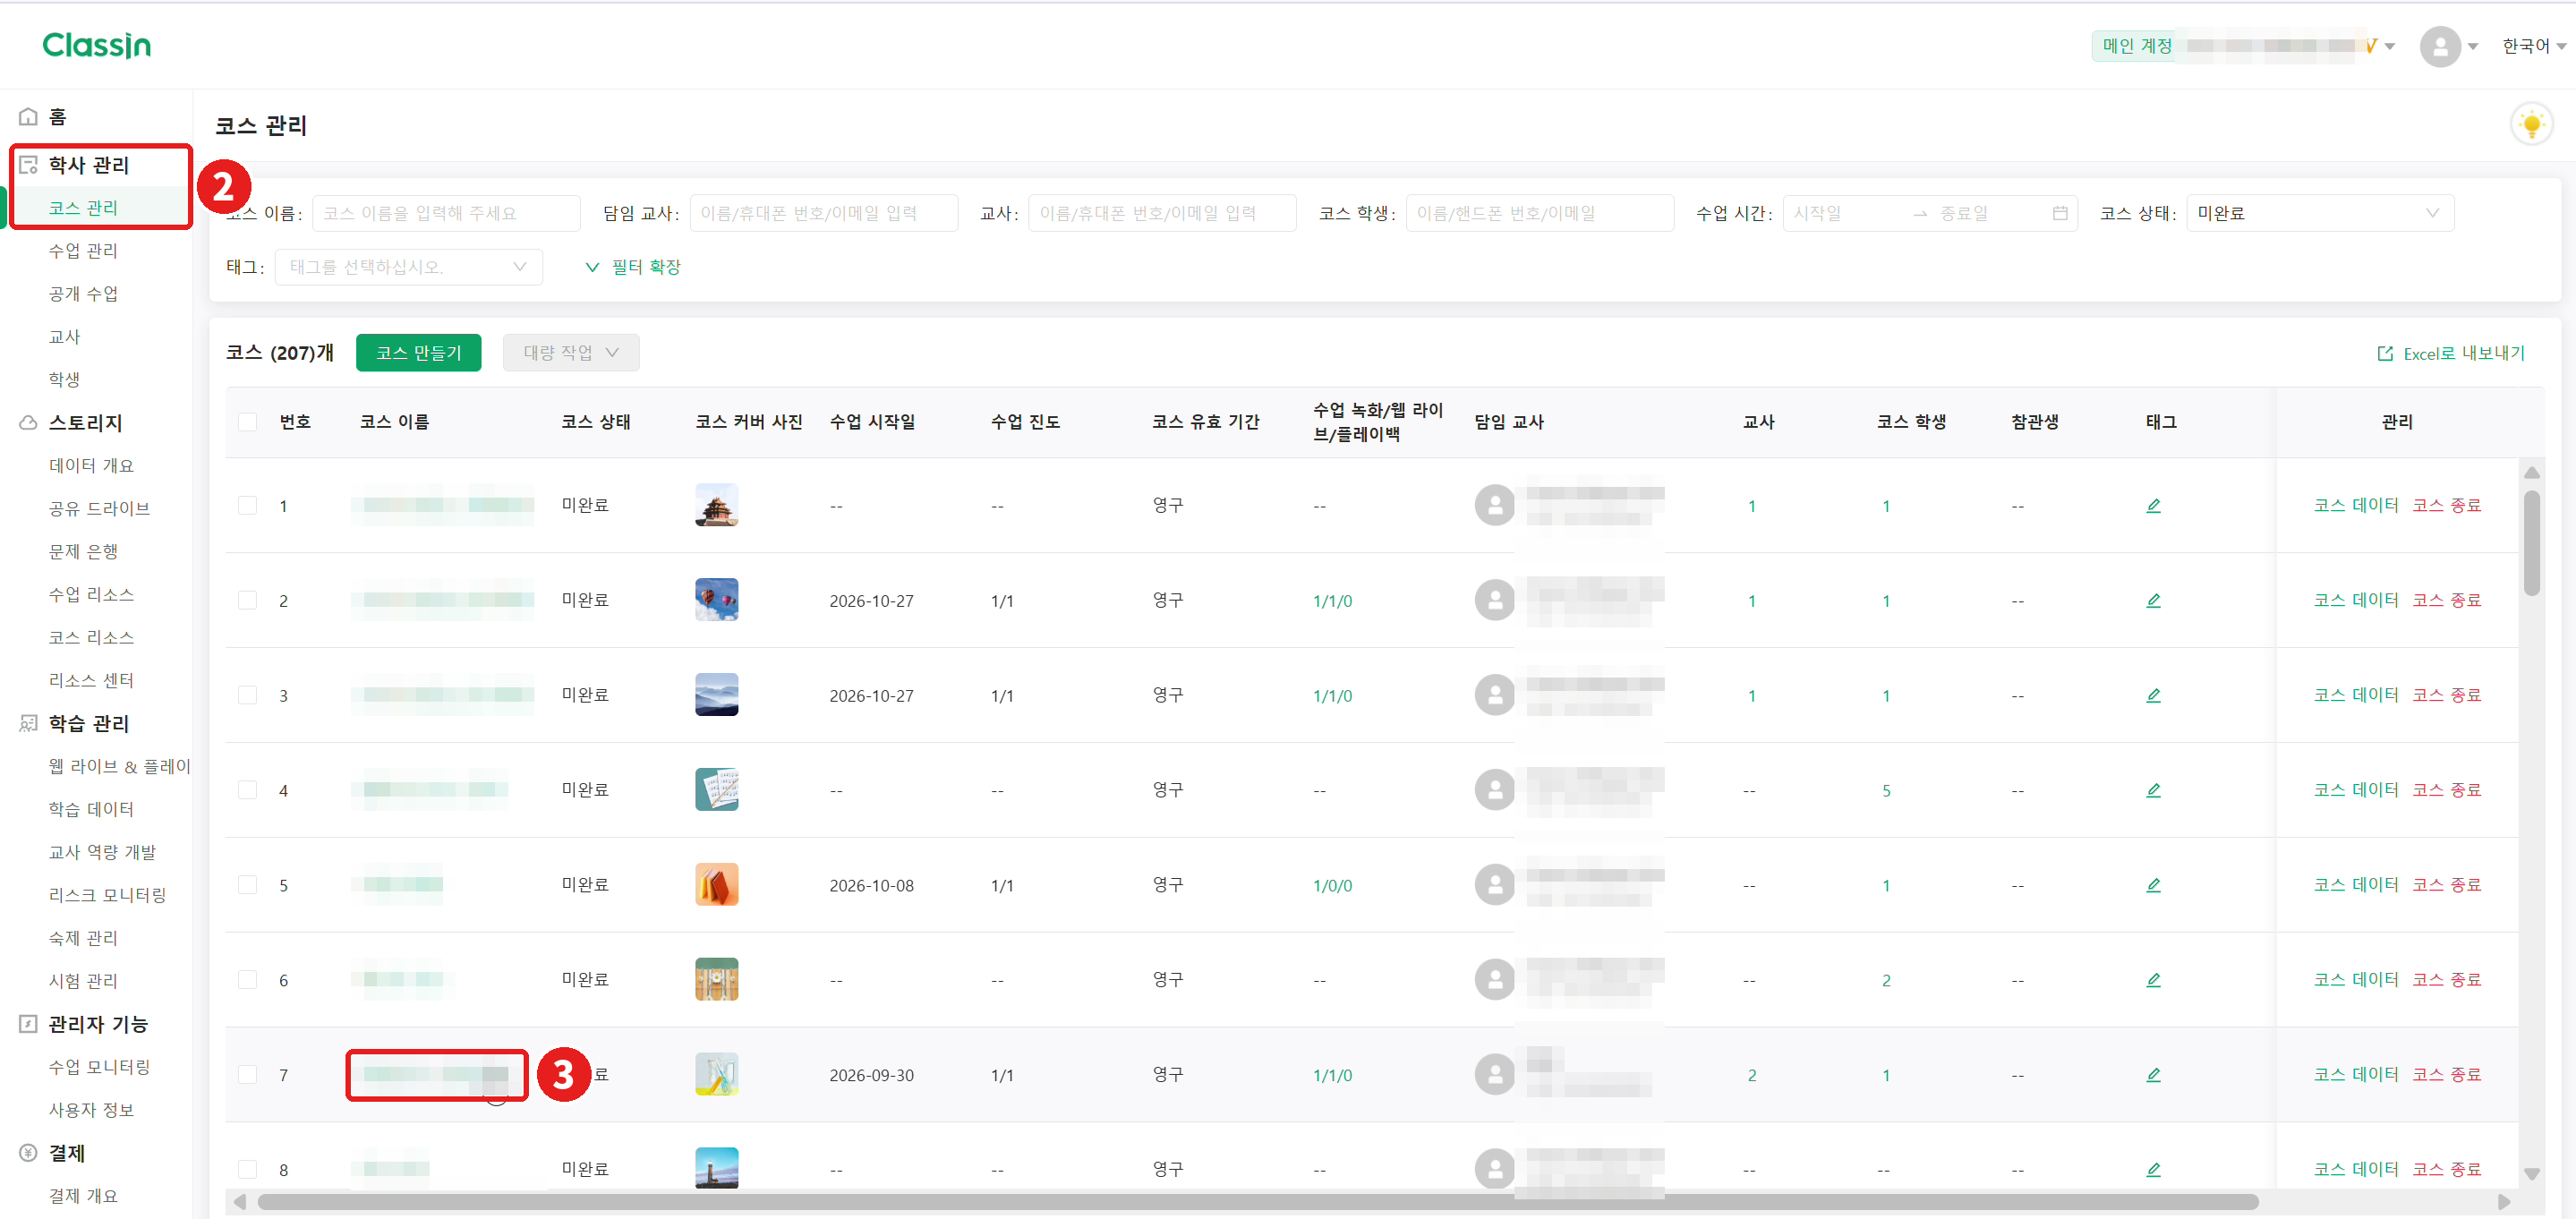 ClassIn
메인 계정
한국어
홈
학사 관리
코스 관리
수업 관리
공개 수업
교사
학생
스토리지
데이터 개요
공유 드라이브
문제 은행
수업 리소스
코스 리소스
리소스 센터
학습 관리
웹 라이브 & 플레이
학습 데이터
교사 역량 개발
리스크 모니터링
숙제 관리
시험 관리
관리자 기능
수업 모니터링
사용자 정보
결제
결제 개요
2
코스 관리
코스 이름: 코스 이름을 입력해 주세요 담임 교사: 이름/휴대폰 번호/이메일 입력 교사: 이름/휴대폰 번호/이메일 입력 코스 학생: 이름/핸드폰 번호/이메일 수업 시간: 시작일 → 종료일 코스 상태: 미완료
태그: 태그를 선택하십시오. 필터 확장
코스 (207)개 코스 만들기 대량 작업 Excel로 내보내기
번호 코스 이름 코스 상태 코스 커버 사진 수업 시작일 수업 진도 코스 유효 기간 수업 녹화/웹 라이브/플레이백 담임 교사 교사 코스 학생 참관생 태그 관리
1 미완료 -- -- 영구 -- 1 1 -- 코스 데이터 코스 종료
2 미완료 2026-10-27 1/1 영구 1/1/0 1 1 -- 코스 데이터 코스 종료
3 미완료 2026-10-27 1/1 영구 1/1/0 1 1 -- 코스 데이터 코스 종료
4 미완료 -- -- 영구 -- -- 5 -- 코스 데이터 코스 종료
5 미완료 2026-10-08 1/1 영구 1/0/0 -- 1 -- 코스 데이터 코스 종료
6 미완료 -- -- 영구 -- -- 2 -- 코스 데이터 코스 종료
7 3 료 2026-09-30 1/1 영구 1/1/0 2 1 -- 코스 데이터 코스 종료
8 미완료 -- -- 영구 -- -- -- -- 코스 데이터 코스 종료